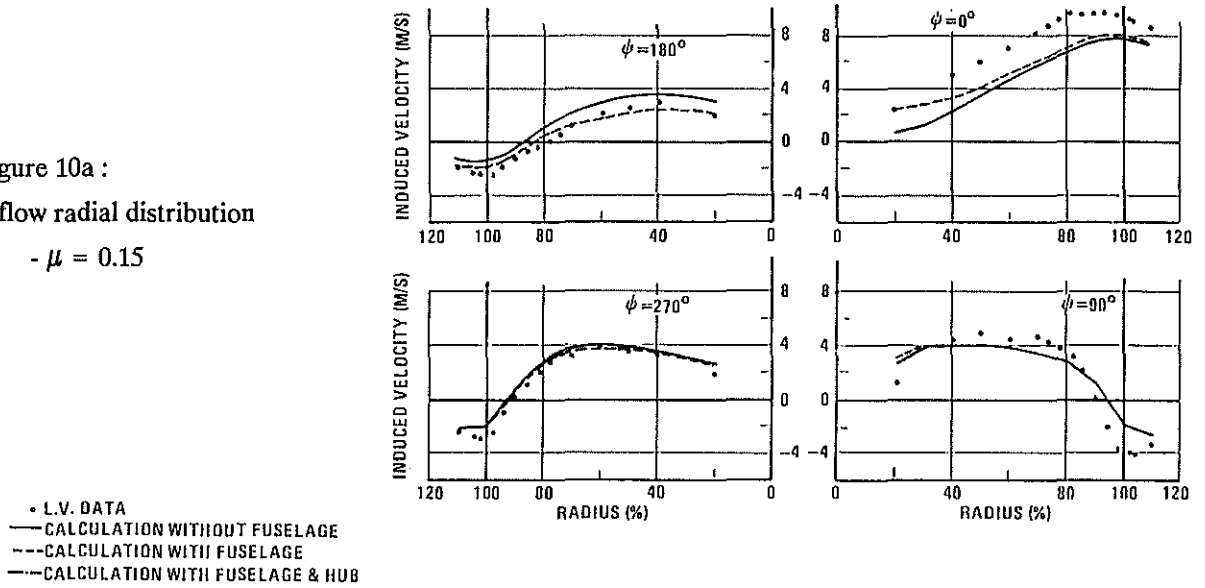 gure 10a :
flow radial distribution
- μ = 0.15
INDUCED VELOCITY (M/S)
ψ=180°
8
4
0
-4
120 100 80 40 0
ψ=0°
8
4
0
-4
0 40 80 100 120
INDUCED VELOCITY (M/S)
ψ=270°
8
4
0
-4
120 100 80 40 0
RADIUS (%)
ψ=90°
8
4
0
-4
0 40 80 100 120
RADIUS (%)
• L.V. DATA
CALCULATION WITHOUT FUSELAGE
CALCULATION WITH FUSELAGE
CALCULATION WITH FUSELAGE & HUB